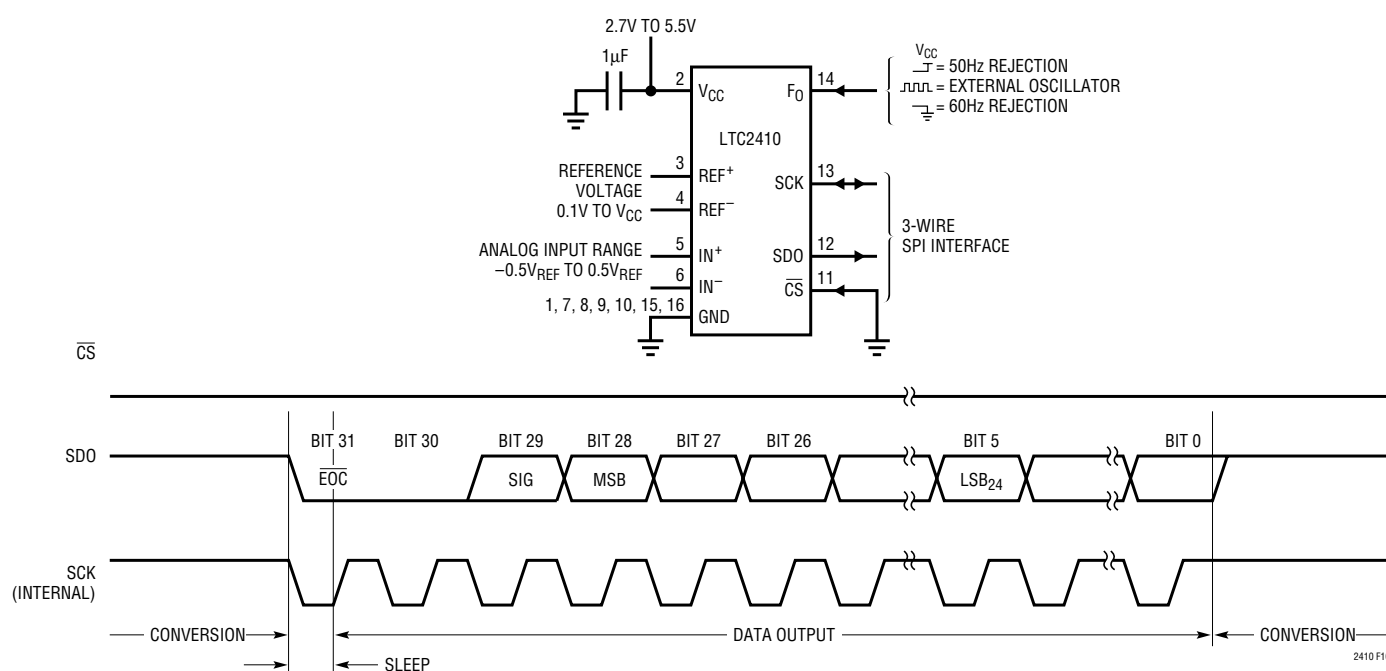 2.7V TO 5.5V
1µF
2
VCC
FO
14
VCC
= 50Hz REJECTION
= EXTERNAL OSCILLATOR
= 60Hz REJECTION
LTC2410
REFERENCE
VOLTAGE
0.1V TO VCC
3
REF+
4
REF–
SCK
13
ANALOG INPUT RANGE
–0.5VREF TO 0.5VREF
5
IN+
6
IN–
SDO
12
CS
11
3-WIRE
SPI INTERFACE
1, 7, 8, 9, 10, 15, 16
GND
CS
SDO
BIT 31
BIT 30
BIT 29
BIT 28
BIT 27
BIT 26
BIT 5
BIT 0
EOC
SIG
MSB
LSB24
SCK
(INTERNAL)
CONVERSION
DATA OUTPUT
CONVERSION
SLEEP